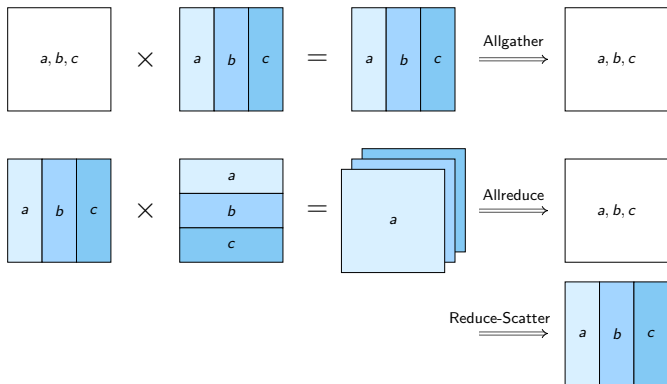 a, b, c × a b c = a b c Allgather ⟹ a, b, c
a b c × a b c = a Allreduce ⟹ a, b, c
Reduce-Scatter ⟹ a b c